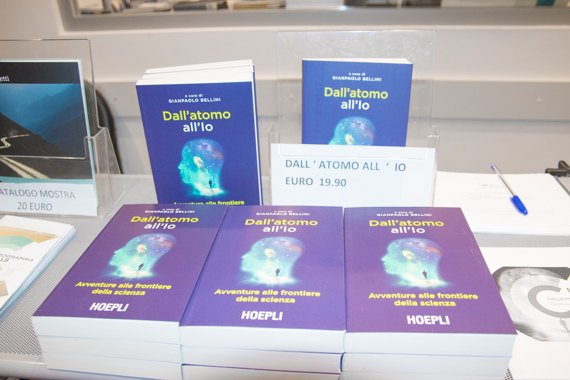 a cura di
GIANPAOLO BELLINI
Dall'atomo
all'Io
Avventure alle frontiere
a cura di
GIANPAOLO BELLINI
Dall'atomo
all'Io
DALL ' ATOMO ALL ' IO
EURO 19.90
ATALOGO MOSTRA
20 EURO
GIANPAOLO BELLINI
Dall'atomo
all'Io
Avventure alle frontiere
della scienza
HOEPLI
GIANPAOLO BELLINI
Dall'atomo
all'Io
Avventure alle frontiere
della scienza
HOEPLI
GIANPAOLO BELLINI
Dall'atomo
all'Io
Avventure alle frontiere
della scienza
HOEPLI